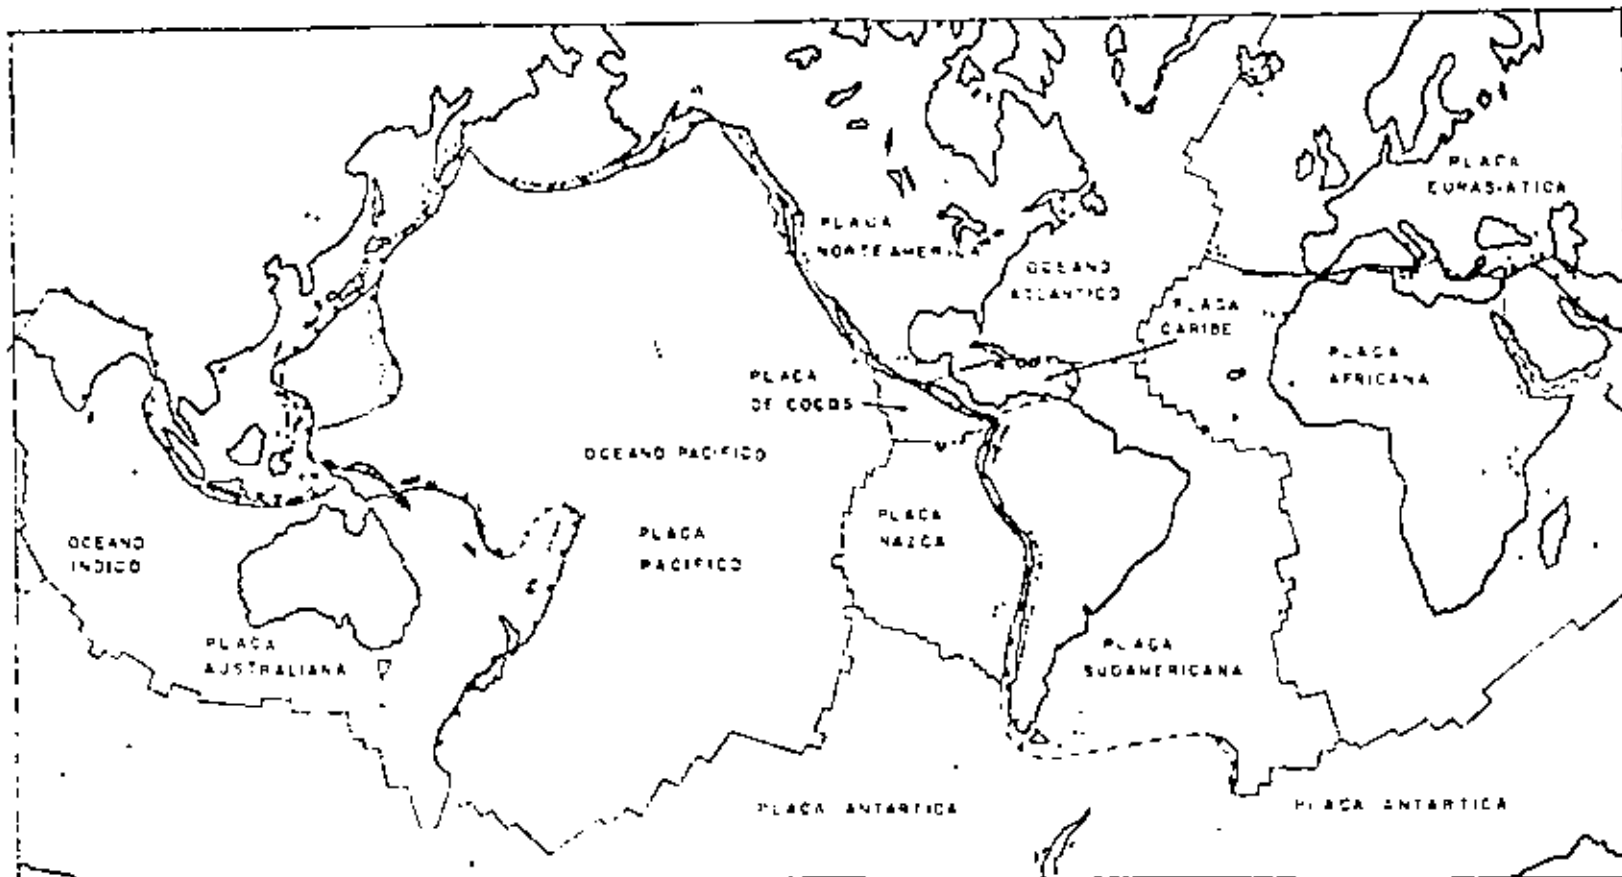 PLACA
EURASIATICA
PLACA
NORTEAMERICA
OCEANO
ATLANTICO
PLACA
CARIBE
PLACA
AFRICANA
PLACA
DE COCOS
OCEANO PACIFICO
PLACA
NAZCA
PLACA
PACIFICO
OCEANO
INDICO
PLACA
AUSTRALIANA
PLACA
SUDAMERICANA
PLACA ANTARTICA
PLACA ANTARTICA